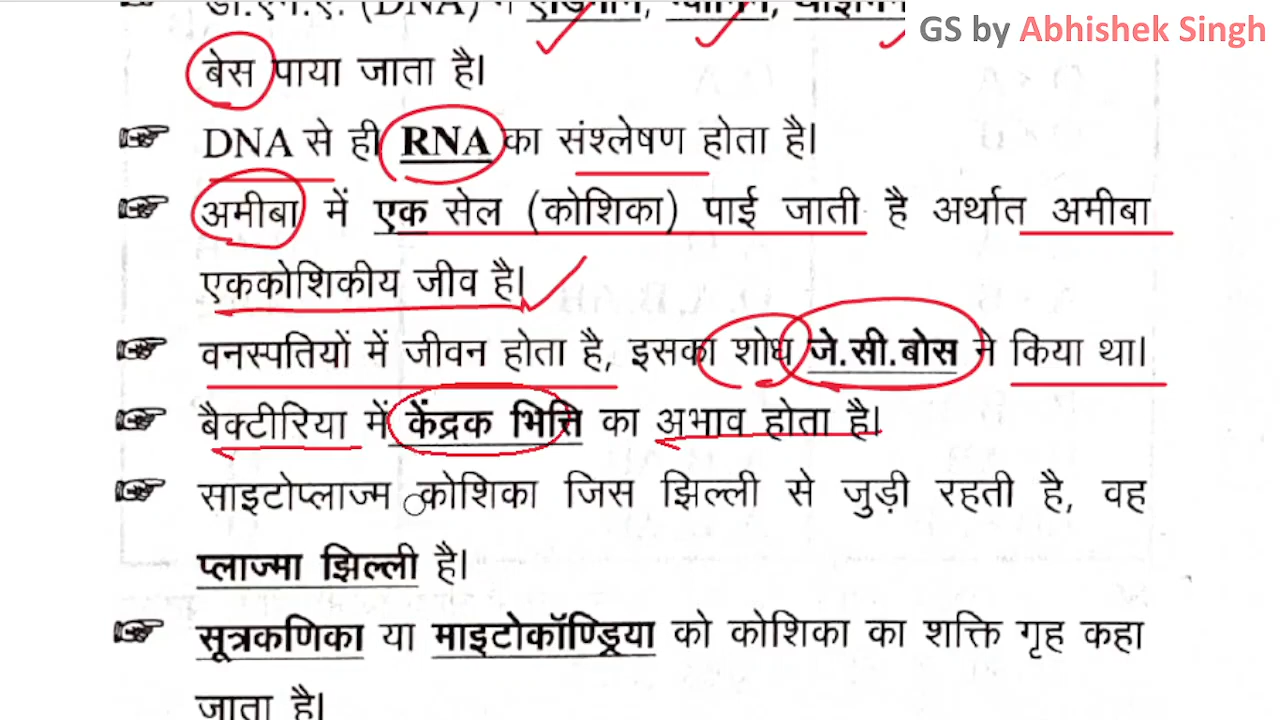 GS by Abhishek Singh
बेस पाया जाता है।
DNA से ही RNA का संश्लेषण होता है।
अमीबा में एक सेल (कोशिका) पाई जाती है अर्थात अमीबा
एककोशिकीय जीव है।
वनस्पतियों में जीवन होता है, इसका शोध जे.सी.बोस ने किया था।
बैक्टीरिया में केंद्रक भित्ति का अभाव होता है।
साइटोप्लाज्म कोशिका जिस झिल्ली से जुड़ी रहती है, वह
प्लाज्मा झिल्ली है।
सूत्रकणिका या माइटोकॉण्ड्रिया को कोशिका का शक्ति गृह कहा
जाता है।